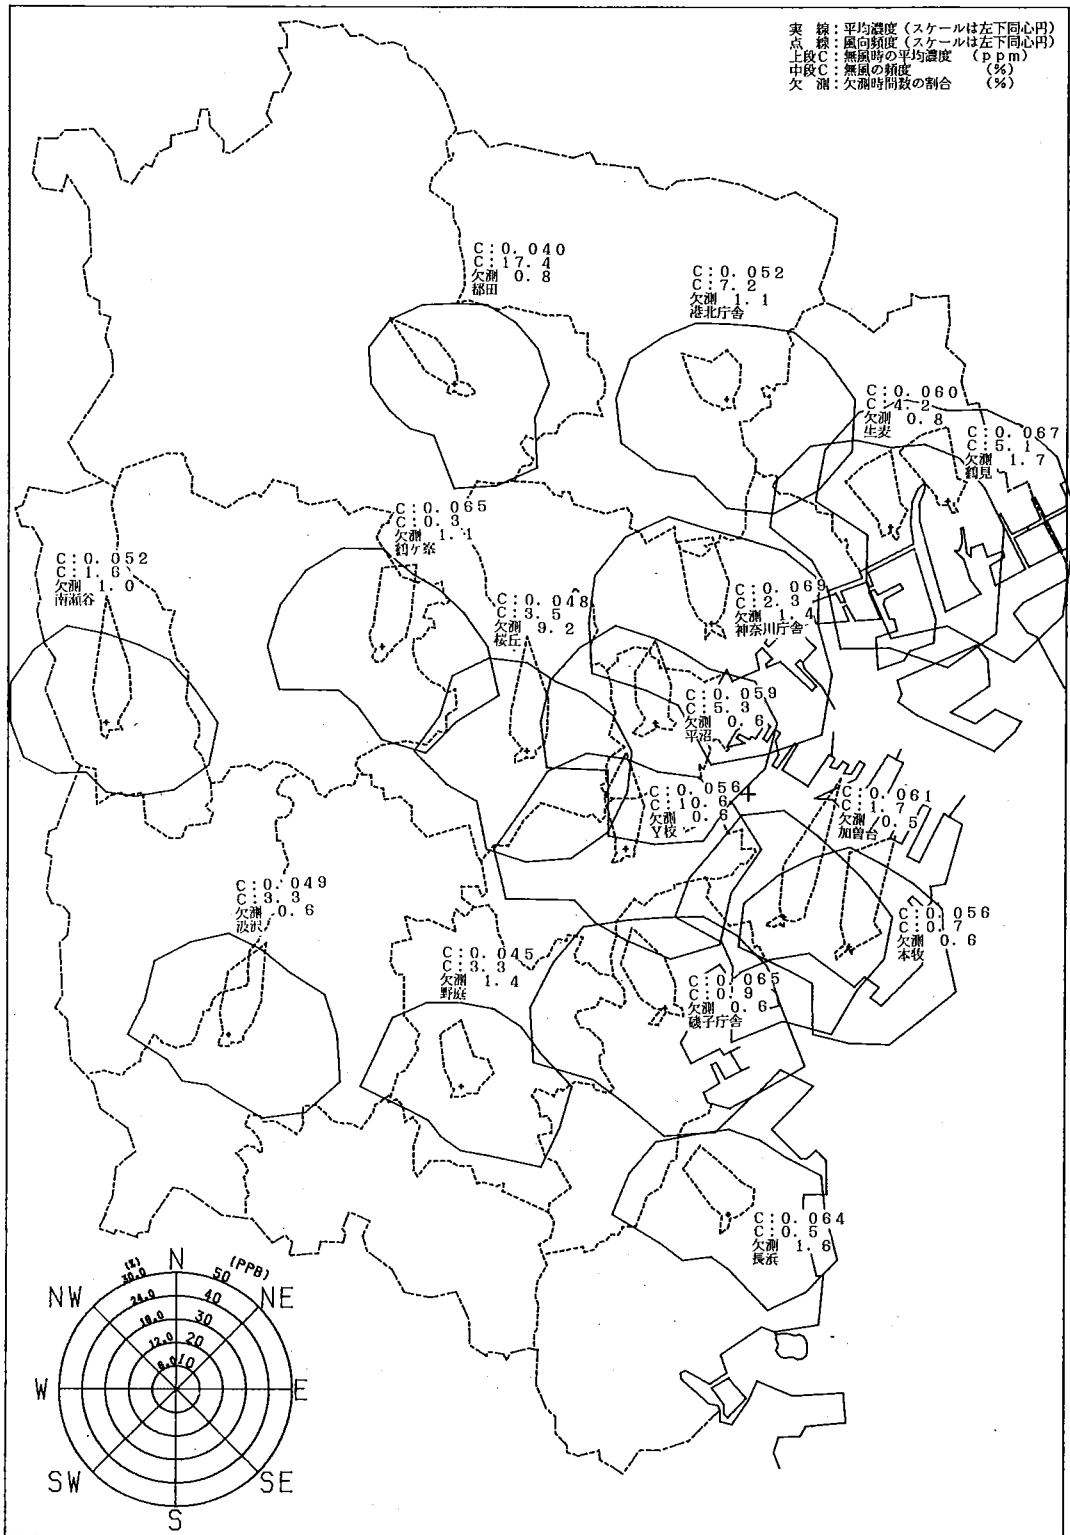 実 線：平均濃度（スケールは左下同心円）
点 線：風向頻度（スケールは左下同心円）
上段C：無風時の平均濃度 （ppm）
中段C：無風の頻度 （%）
欠 測：欠測時間数の割合 （%）
C：0．040
C：17．4
欠測 0．8
都田
C：0．052
C：7．2
欠測 1．1
港北庁舎
C：0．060
C：4．2
欠測 0．8
生麦
C：0．067
C：5．1
欠測 1．7
鶴見
C：0．065
C：0．3
欠測 1．1
鶴ケ峯
C：0．052
C：1．6
欠測 1．0
南瀬谷
C：0．048
C：3．5
欠測 9．2
桜丘
C：0．069
C：2．3
欠測 1．4
神奈川庁舎
C：0．059
C：5．3
欠測 0．6
平沼
C：0．056
C：10．6
欠測 0．6
Y校
C：0．061
C：1．7
欠測 0．5
加曽台
C：0．056
C：0．7
欠測 0．6
本牧
C：0．049
C：3．3
欠測 0．6
汲沢
C：0．045
C：3．3
欠測 1．4
野庭
C：0．065
C：0．9
欠測 0．6
磯子庁舎
C：0．064
C：0．5
欠測 1．6
長浜
N
(%)
(PPB)
30.0
50
NW
NE
24.0
40
18.0
30
12.0
20
6.0
10
W
E
SW
SE
S